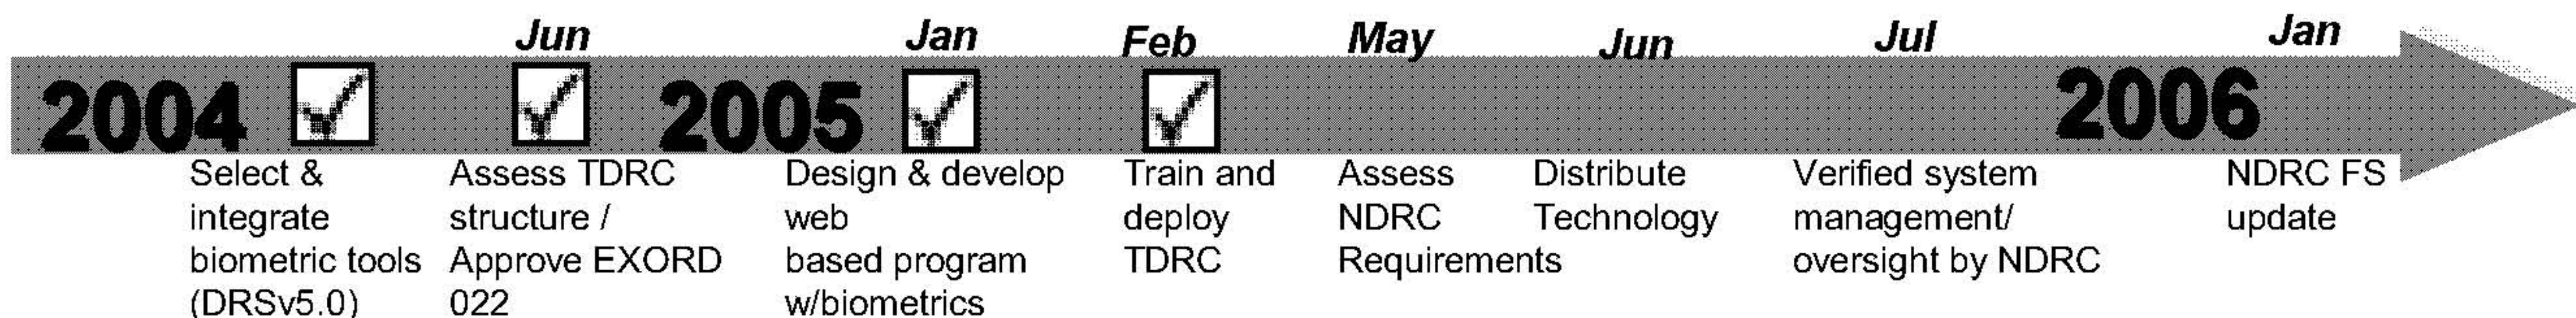 Jun Jan Feb May Jun Jul Jan
2004 2005 2006
Select &
integrate
biometric tools
(DRSv5.0)
Assess TDRC
structure /
Approve EXORD
022
Design & develop
web
based program
w/biometrics
Train and
deploy
TDRC
Assess
NDRC
Requirements
Distribute
Technology
Verified system
management/
oversight by NDRC
NDRC FS
update